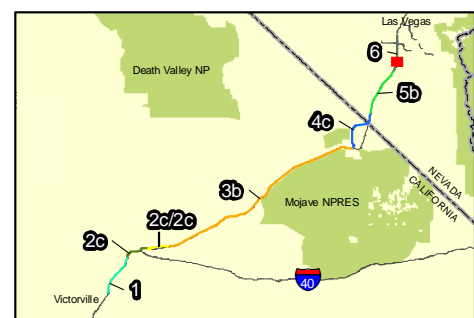 Las Vegas
6
Death Valley NP
5b
4c
NEVADA
CALIFORNIA
3b
Mojave NPRES
2c/2c
2c
40
1
Victorville